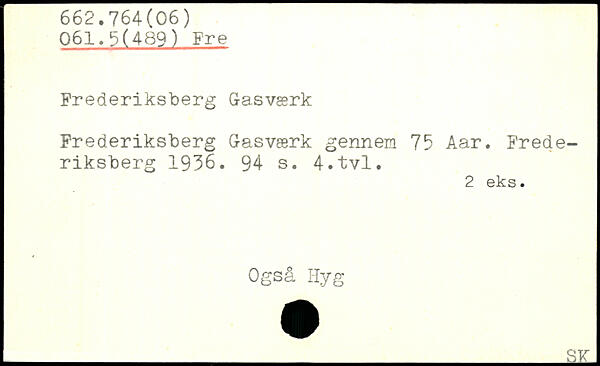 662.764(06)
061.5(489) Fre
Frederiksberg Gasværk
Frederiksberg Gasværk gennem 75 Aar. Frede-
riksberg 1936. 94 s. 4.tvl.
2 eks.
Også Hyg
SK